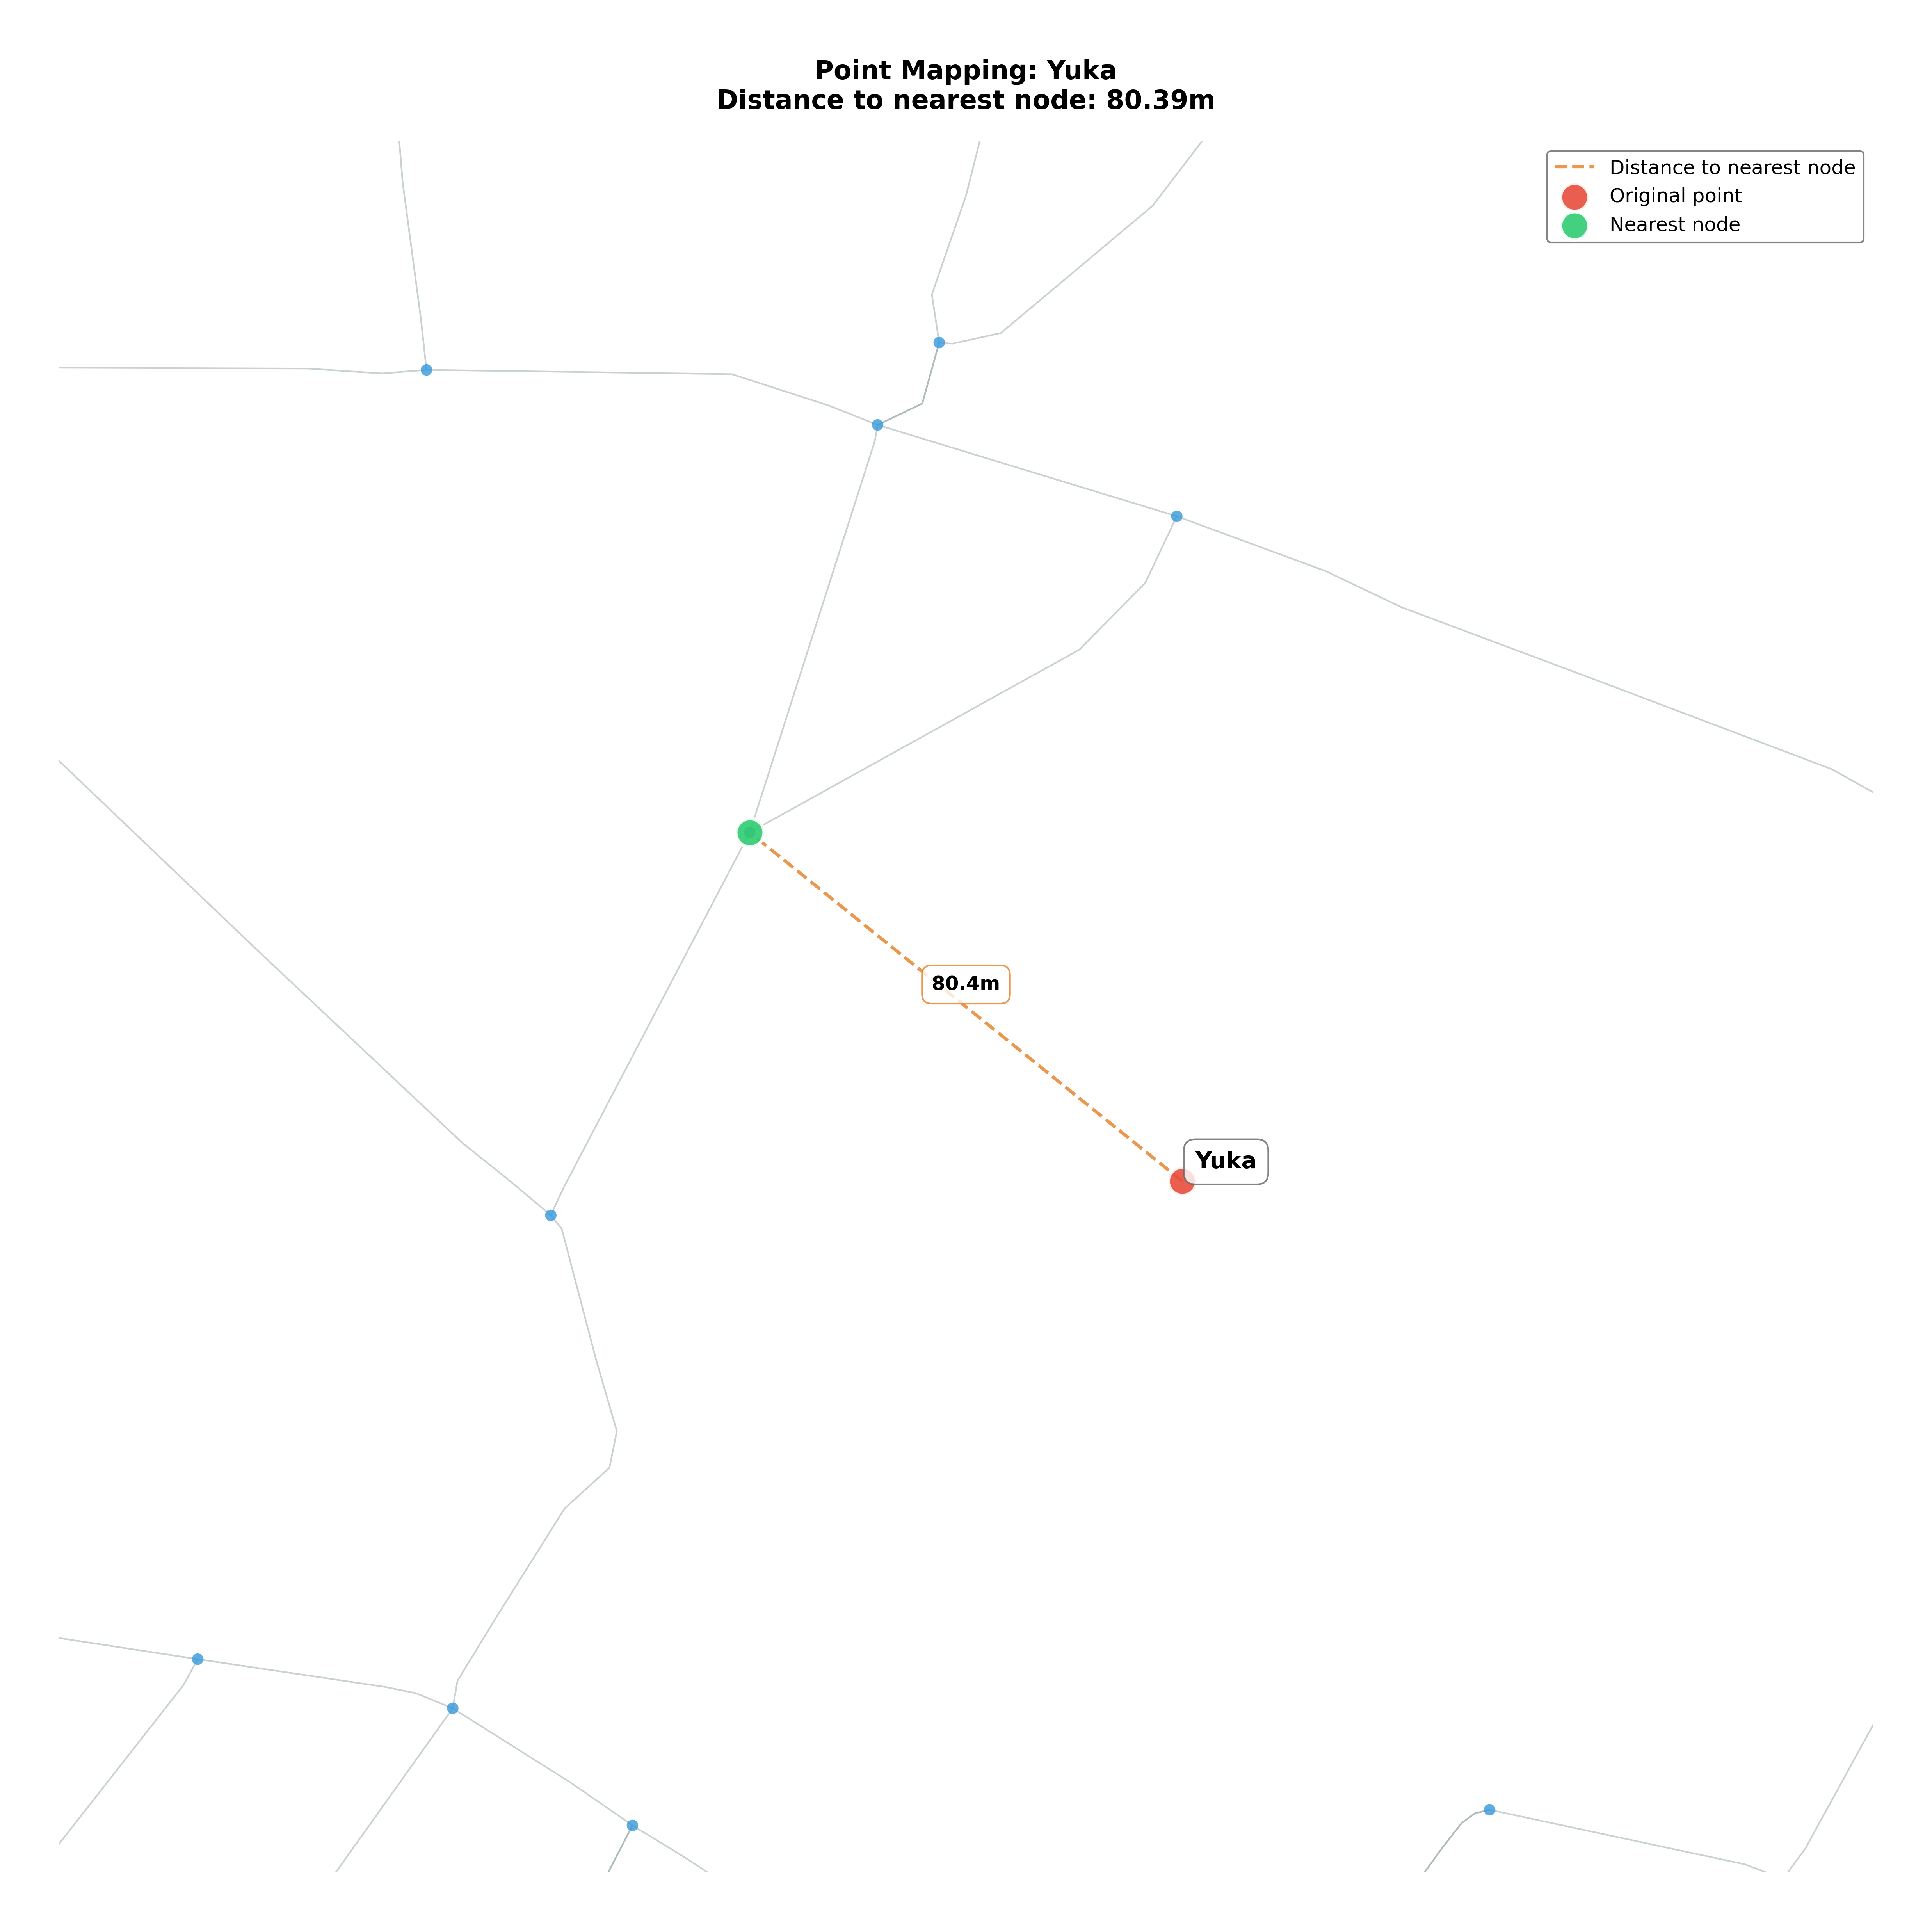 Point Mapping: Yuka
Distance to nearest node: 80.39m
Distance to nearest node
Original point
Nearest node
80.4m
Yuka